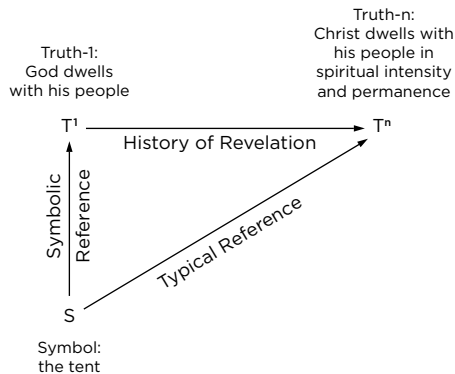 Truth-n:
Christ dwells with
his people in
spiritual intensity
and permanence
Truth-1:
God dwells
with his people
T¹
Tⁿ
History of Revelation
Symbolic
Reference
Typical Reference
S
Symbol:
the tent